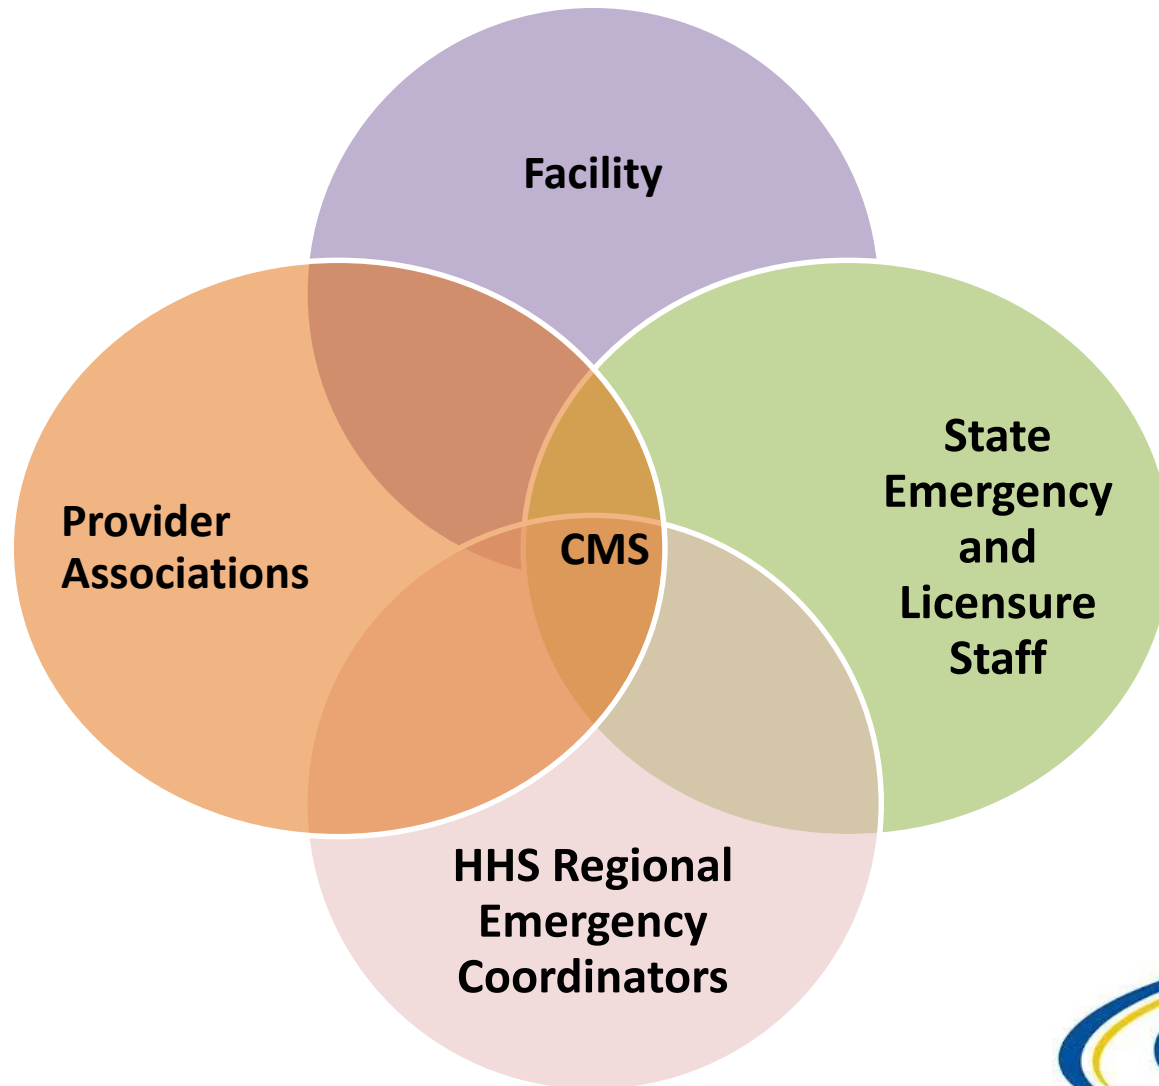 Facility
Provider
Associations
CMS
State
Emergency
and
Licensure
Staff
HHS Regional
Emergency
Coordinators